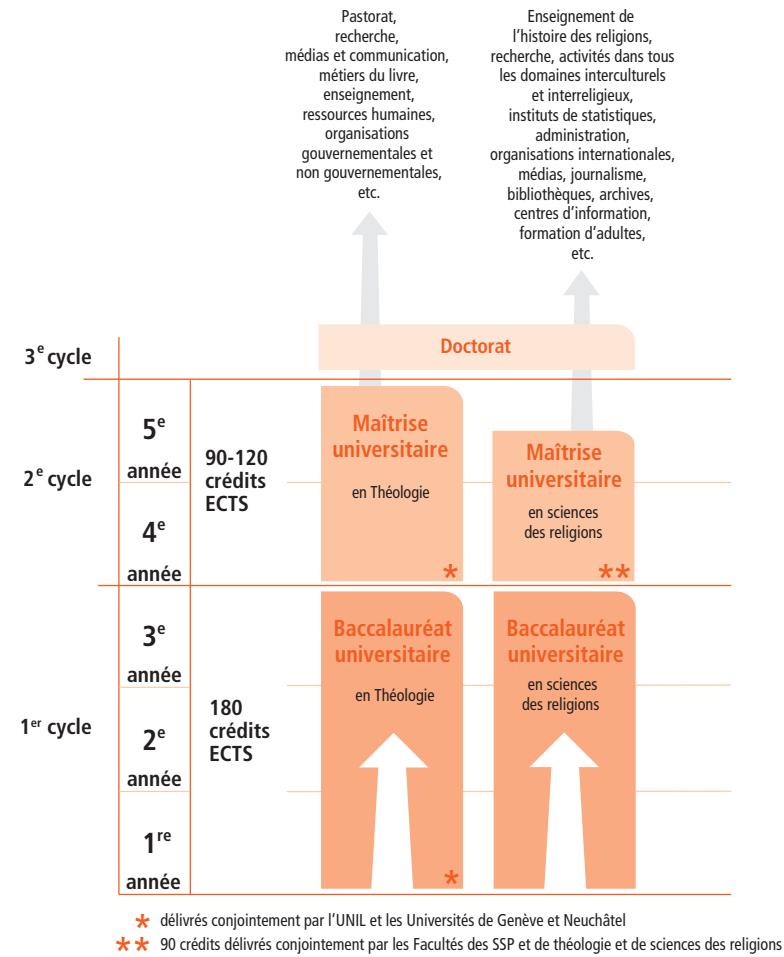 Pastorat,
recherche,
médias et communication,
métiers du livre,
enseignement,
ressources humaines,
organisations
gouvernementales et
non gouvernementales,
etc.
Enseignement de
l'histoire des religions,
recherche, activités dans tous
les domaines interculturels
et interreligieux,
instituts de statistiques,
administration,
organisations internationales,
médias, journalisme,
bibliothèques, archives,
centres d'information,
formation d'adultes,
etc.
3e cycle
Doctorat
2e cycle
5e
année
4e
année
90-120
crédits
ECTS
Maîtrise
universitaire
en Théologie
*
Maîtrise
universitaire
en sciences
des religions
**
1er cycle
3e
année
2e
année
1re
année
180
crédits
ECTS
Baccalauréat
universitaire
en Théologie
*
Baccalauréat
universitaire
en sciences
des religions
* délivrés conjointement par l'UNIL et les Universités de Genève et Neuchâtel
** 90 crédits délivrés conjointement par les Facultés des SSP et de théologie et de sciences des religions